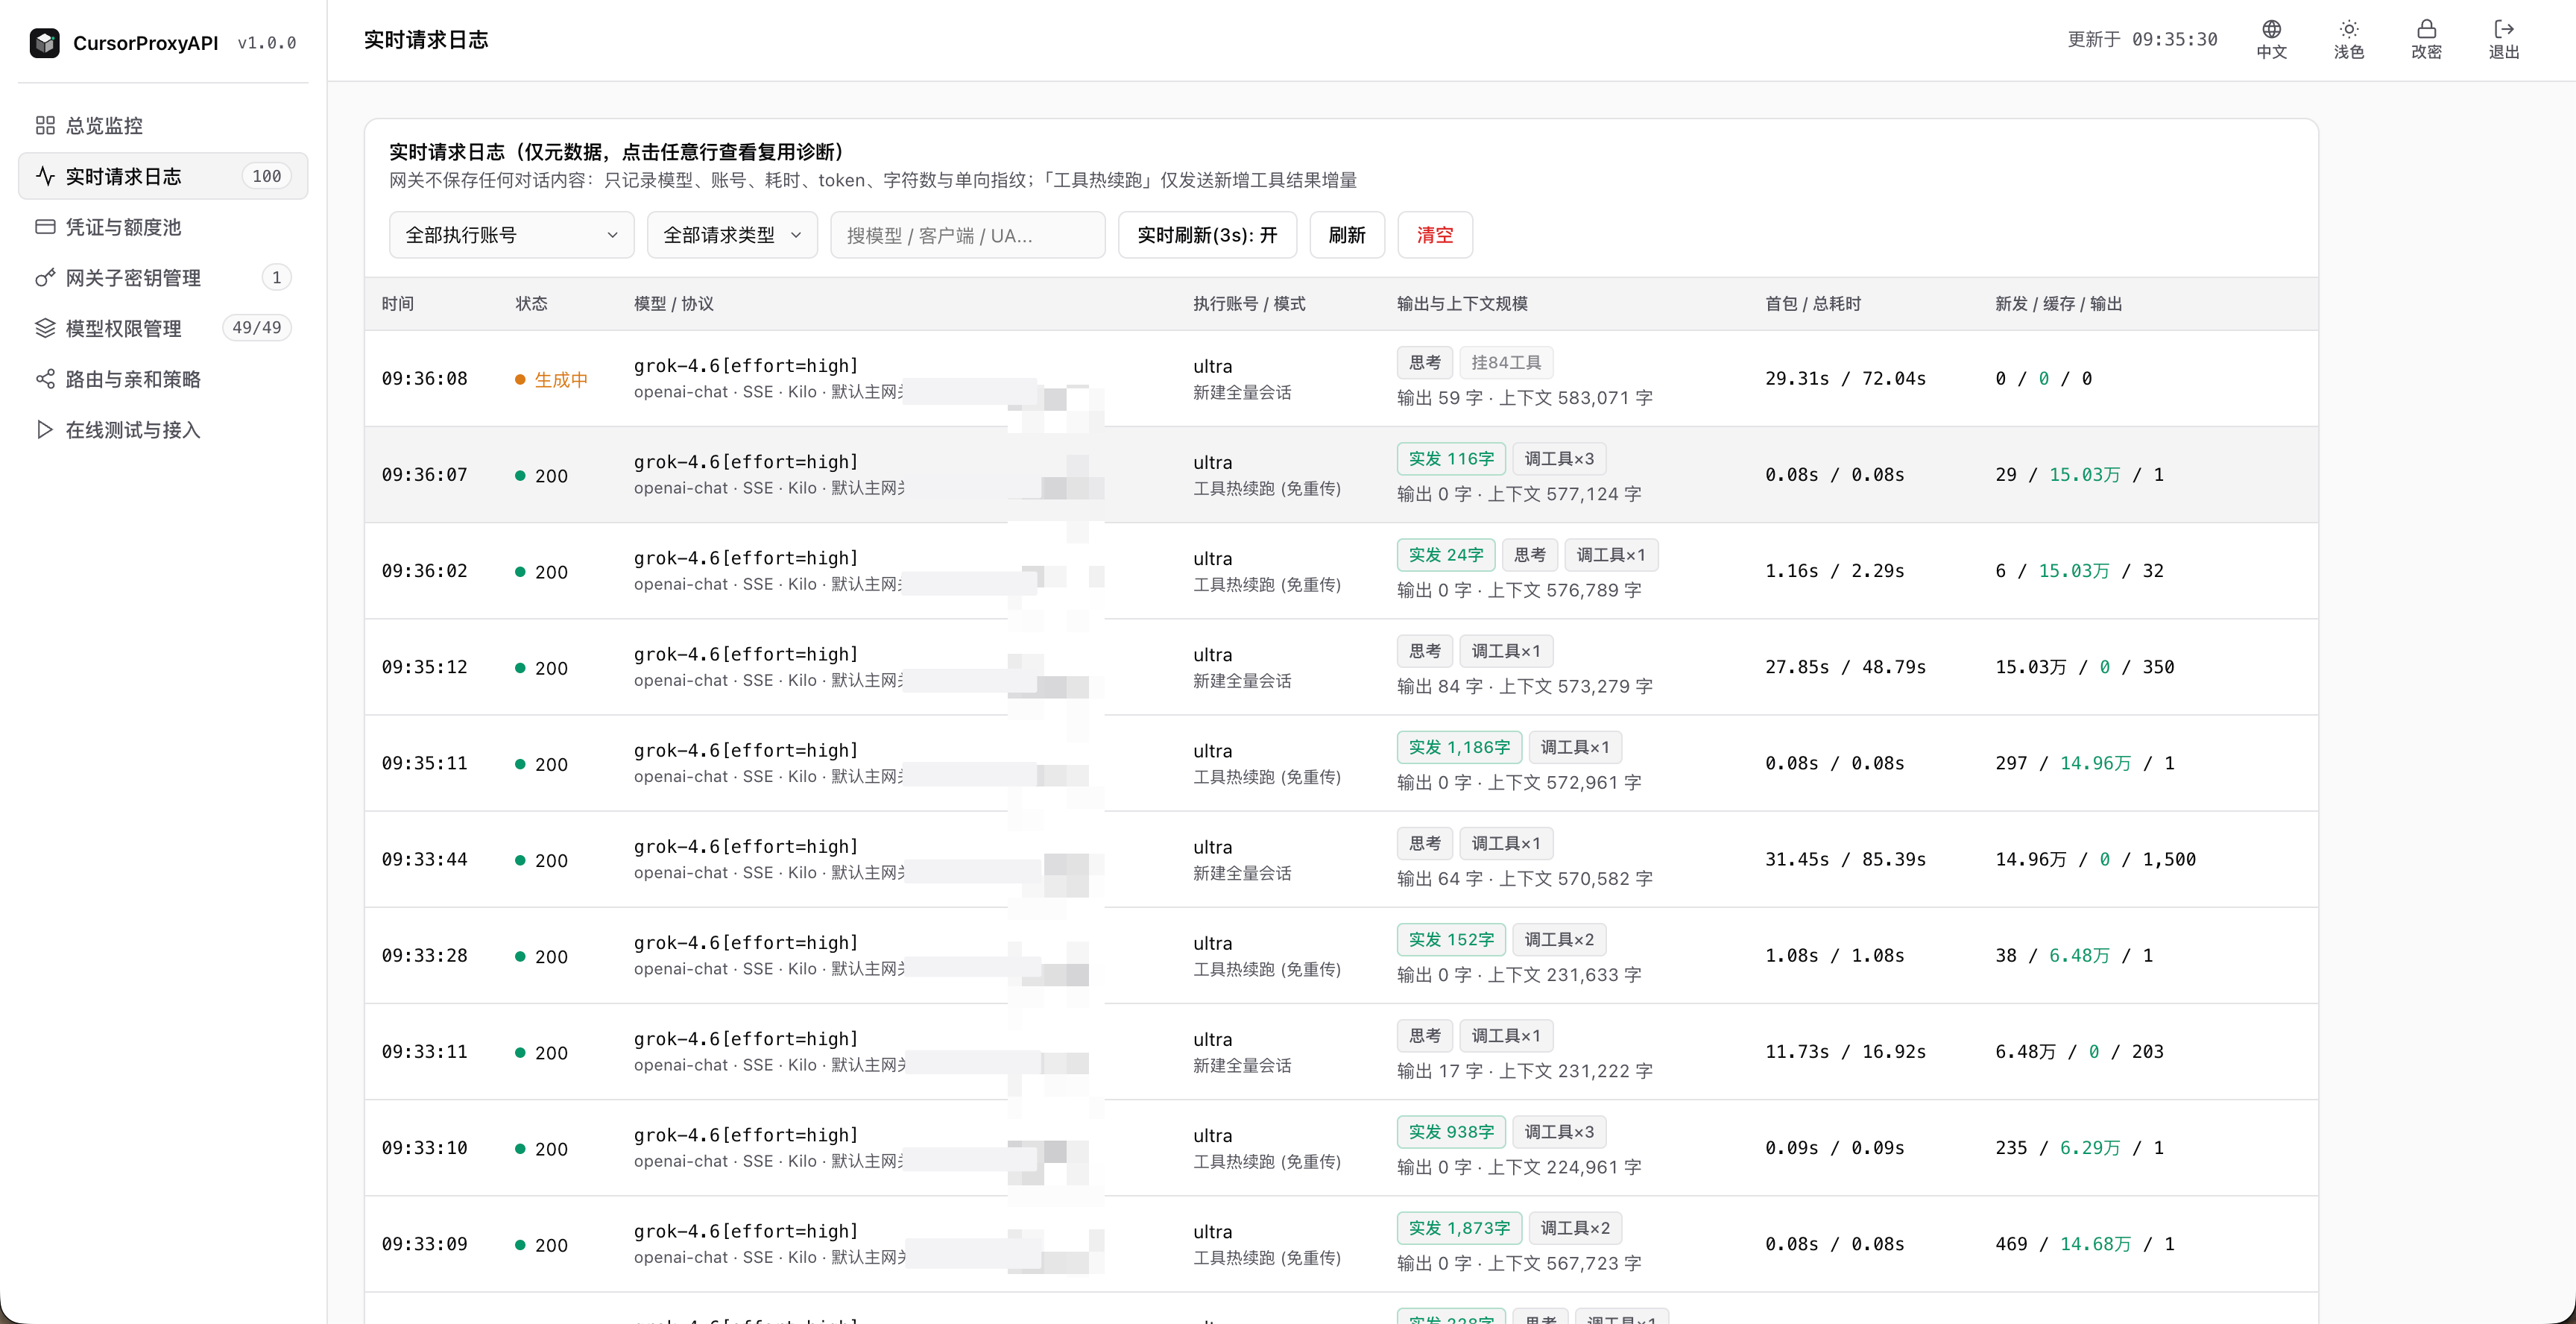 CursorProxyAPI v1.0.0
总览监控
实时请求日志 100
凭证与额度池
网关子密钥管理 1
模型权限管理 49/49
路由与亲和策略
在线测试与接入
实时请求日志
更新于 09:35:30
中文
浅色
改密
退出
实时请求日志（仅元数据，点击任意行查看复用诊断）
网关不保存任何对话内容：只记录模型、账号、耗时、token、字符数与单向指纹；「工具热续跑」仅发送新增工具结果增量
全部执行账号 全部请求类型 搜模型 / 客户端 / UA... 实时刷新(3s): 开 刷新 清空
时间 状态 模型 / 协议 执行账号 / 模式 输出与上下文规模 首包 / 总耗时 新发 / 缓存 / 输出
09:36:08 生成中
grok-4.6[effort=high]
openai-chat · SSE · Kilo · 默认主网
ultra
新建全量会话
思考 挂84工具
输出 59 字 · 上下文 583,071 字
29.31s / 72.04s
0 / 0 / 0
09:36:07 200
grok-4.6[effort=high]
openai-chat · SSE · Kilo · 默认主网
ultra
工具热续跑 (免重传)
实发 116字 调工具×3
输出 0 字 · 上下文 577,124 字
0.08s / 0.08s
29 / 15.03万 / 1
09:36:02 200
grok-4.6[effort=high]
openai-chat · SSE · Kilo · 默认主网
ultra
工具热续跑 (免重传)
实发 24字 思考 调工具×1
输出 0 字 · 上下文 576,789 字
1.16s / 2.29s
6 / 15.03万 / 32
09:35:12 200
grok-4.6[effort=high]
openai-chat · SSE · Kilo · 默认主网
ultra
新建全量会话
思考 调工具×1
输出 84 字 · 上下文 573,279 字
27.85s / 48.79s
15.03万 / 0 / 350
09:35:11 200
grok-4.6[effort=high]
openai-chat · SSE · Kilo · 默认主网
ultra
工具热续跑 (免重传)
实发 1,186字 调工具×1
输出 0 字 · 上下文 572,961 字
0.08s / 0.08s
297 / 14.96万 / 1
09:33:44 200
grok-4.6[effort=high]
openai-chat · SSE · Kilo · 默认主网
ultra
新建全量会话
思考 调工具×1
输出 64 字 · 上下文 570,582 字
31.45s / 85.39s
14.96万 / 0 / 1,500
09:33:28 200
grok-4.6[effort=high]
openai-chat · SSE · Kilo · 默认主网
ultra
工具热续跑 (免重传)
实发 152字 调工具×2
输出 0 字 · 上下文 231,633 字
1.08s / 1.08s
38 / 6.48万 / 1
09:33:11 200
grok-4.6[effort=high]
openai-chat · SSE · Kilo · 默认主网
ultra
新建全量会话
思考 调工具×1
输出 17 字 · 上下文 231,222 字
11.73s / 16.92s
6.48万 / 0 / 203
09:33:10 200
grok-4.6[effort=high]
openai-chat · SSE · Kilo · 默认主网
ultra
工具热续跑 (免重传)
实发 938字 调工具×3
输出 0 字 · 上下文 224,961 字
0.09s / 0.09s
235 / 6.29万 / 1
09:33:09 200
grok-4.6[effort=high]
openai-chat · SSE · Kilo · 默认主网
ultra
工具热续跑 (免重传)
实发 1,873字 调工具×2
输出 0 字 · 上下文 567,723 字
0.08s / 0.08s
469 / 14.68万 / 1